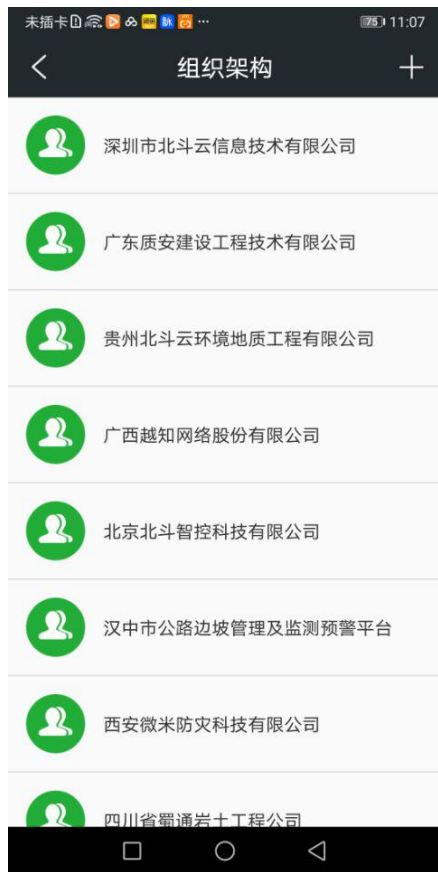 未插卡 75 11:07
组织架构
深圳市北斗云信息技术有限公司
广东质安建设工程技术有限公司
贵州北斗云环境地质工程有限公司
广西越知网络股份有限公司
北京北斗智控科技有限公司
汉中市公路边坡管理及监测预警平台
西安微米防灾科技有限公司
四川省蜀通岩土工程公司